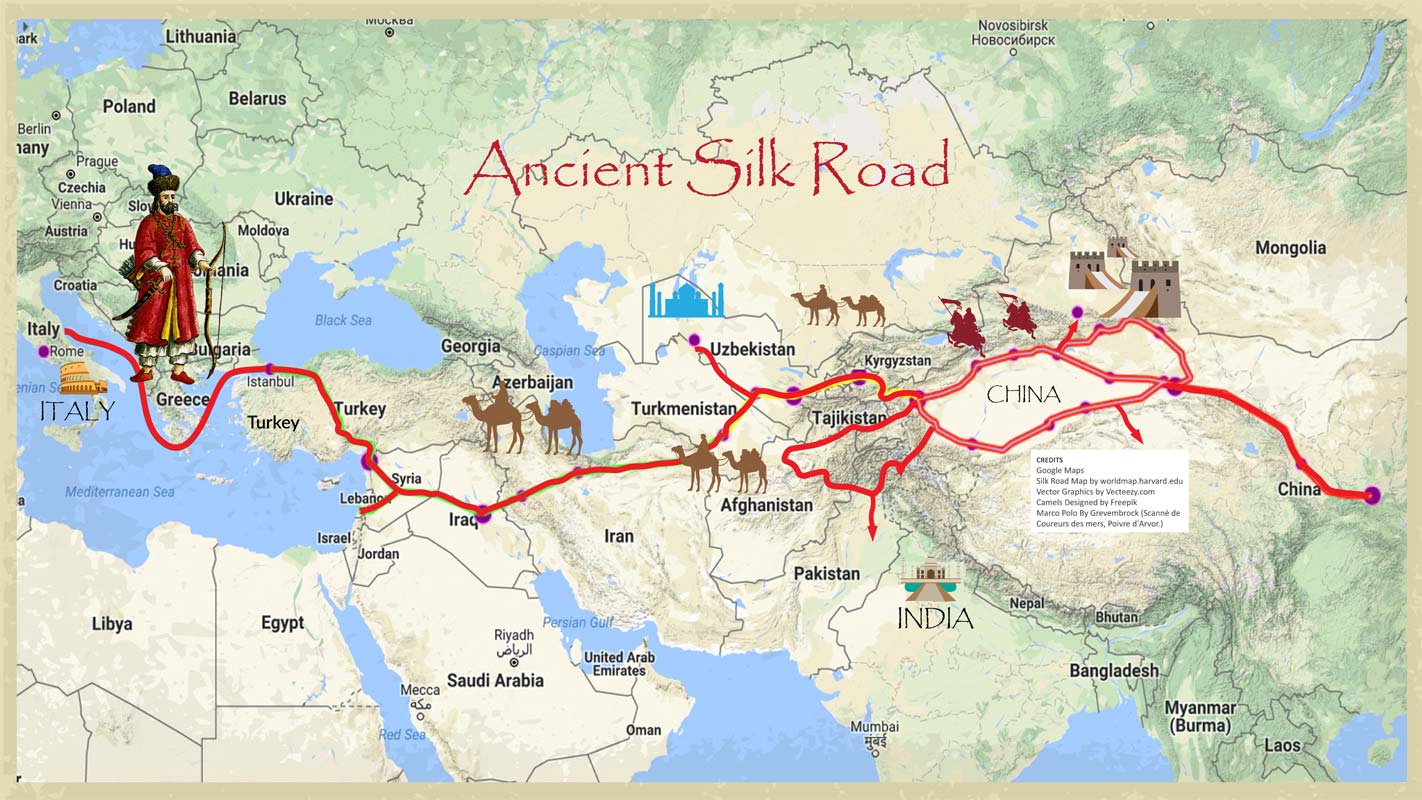 Москва
Novosibirsk
Новосибирск
Lithuania
Poland
Belarus
Berlin
Prague
Czechia
Vienna
Ukraine
Austria
Moldova
Croatia
Ancient Silk Road
Mongolia
Black Sea
Caspian Sea
Georgia
Uzbekistan
Kyrgyzstan
Italy
Rome
Bulgaria
Istanbul
Azerbaijan
ITALY
Greece
Turkey
Turkey
Turkmenistan
Tajikistan
CHINA
Mediterranean Sea
Syria
Lebanon
Iraq
Israel
Jordan
Iran
Afghanistan
China
CREDITS
Google Maps
Silk Road Map by worldmap.harvard.edu
Vector Graphics by Vecteezy.com
Camels Designed by Freepik
Marco Polo By Grevembrock (Scanné de
Coureurs des mers, Poivre d'Arvor.)
Pakistan
INDIA
Nepal
Bhutan
Libya
Egypt
Persian Gulf
Riyadh
الرياض
United Arab
Emirates
Saudi Arabia
Bangladesh
Mecca
مكة
Red Sea
Oman
Mumbai
मुंबई
Myanmar
(Burma)
Laos